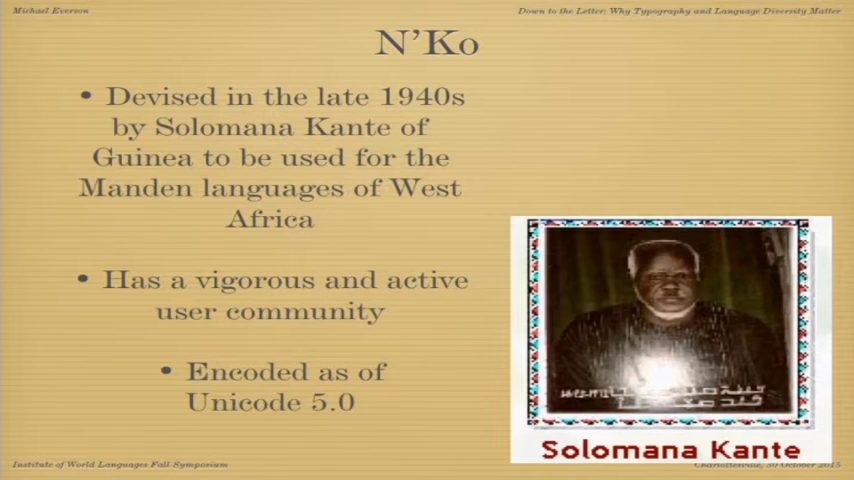 Michael Everson
Down to the Letter: Why Typography and Language Diversity Matter
N’Ko
• Devised in the late 1940s
by Solomana Kante of
Guinea to be used for the
Manden languages of West
Africa
• Has a vigorous and active
user community
• Encoded as of
Unicode 5.0
Solomana Kante
Institute of World Languages Fall Symposium
Charlottesville, 30 October 2015